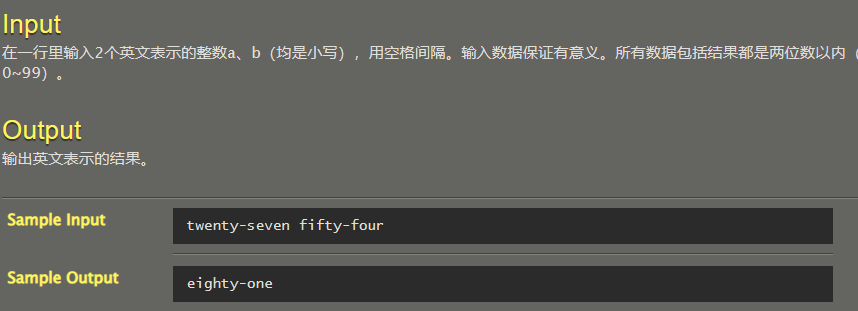 Input
在一行里输入2个英文表示的整数a、b（均是小写），用空格间隔。输入数据保证有意义。所有数据包括结果都是两位数以内（
0~99）。
Output
输出英文表示的结果。
Sample Input
twenty-seven fifty-four
Sample Output
eighty-one